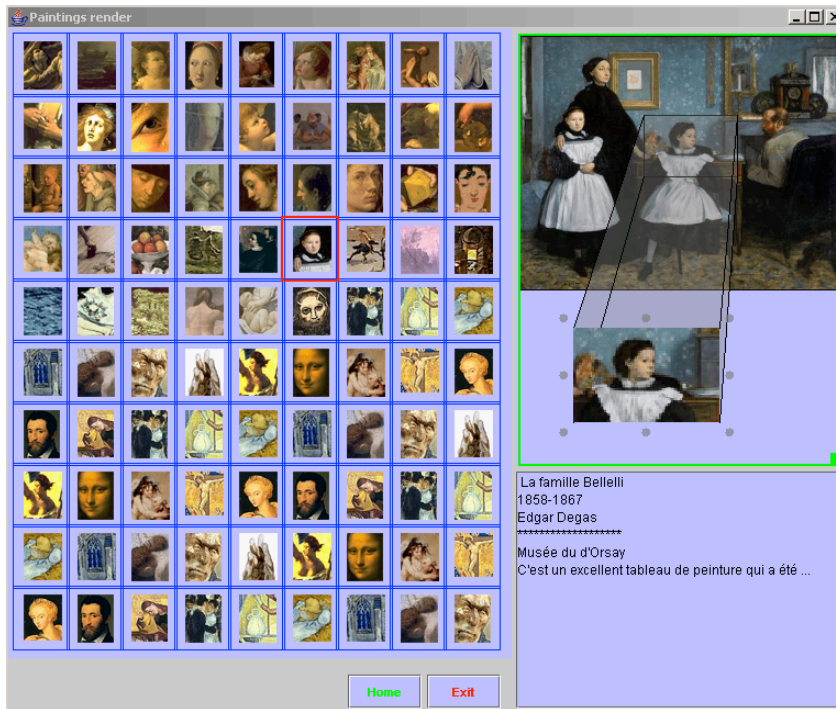 Paintings render
La famille Bellelli
1858-1867
Edgar Degas
*******************
Musée du d'Orsay
C'est un excellent tableau de peinture qui a été ...
Home
Exit